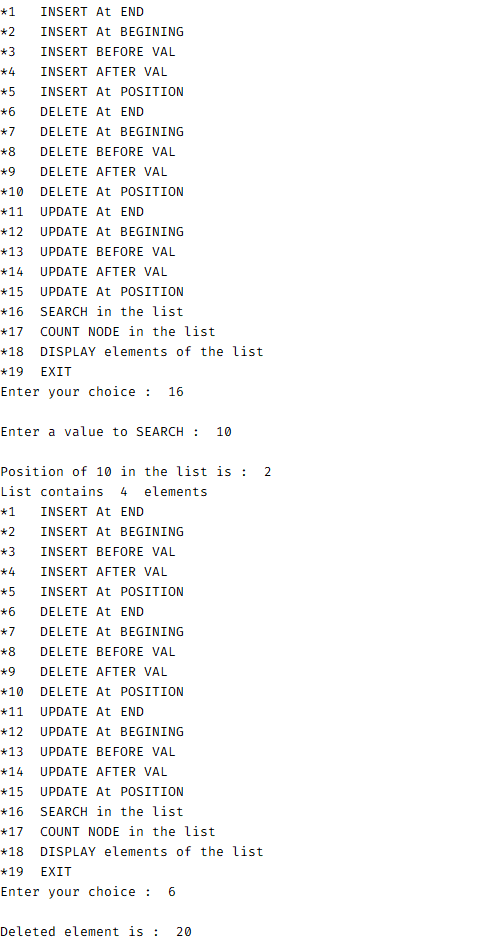 *1   INSERT At END
*2   INSERT At BEGINING
*3   INSERT BEFORE VAL
*4   INSERT AFTER VAL
*5   INSERT At POSITION
*6   DELETE At END
*7   DELETE At BEGINING
*8   DELETE BEFORE VAL
*9   DELETE AFTER VAL
*10  DELETE At POSITION
*11  UPDATE At END
*12  UPDATE At BEGINING
*13  UPDATE BEFORE VAL
*14  UPDATE AFTER VAL
*15  UPDATE At POSITION
*16  SEARCH in the list
*17  COUNT NODE in the list
*18  DISPLAY elements of the list
*19  EXIT
Enter your choice :  16
Enter a value to SEARCH :  10
Position of 10 in the list is :  2
List contains  4  elements
*1   INSERT At END
*2   INSERT At BEGINING
*3   INSERT BEFORE VAL
*4   INSERT AFTER VAL
*5   INSERT At POSITION
*6   DELETE At END
*7   DELETE At BEGINING
*8   DELETE BEFORE VAL
*9   DELETE AFTER VAL
*10  DELETE At POSITION
*11  UPDATE At END
*12  UPDATE At BEGINING
*13  UPDATE BEFORE VAL
*14  UPDATE AFTER VAL
*15  UPDATE At POSITION
*16  SEARCH in the list
*17  COUNT NODE in the list
*18  DISPLAY elements of the list
*19  EXIT
Enter your choice :  6
Deleted element is :  20